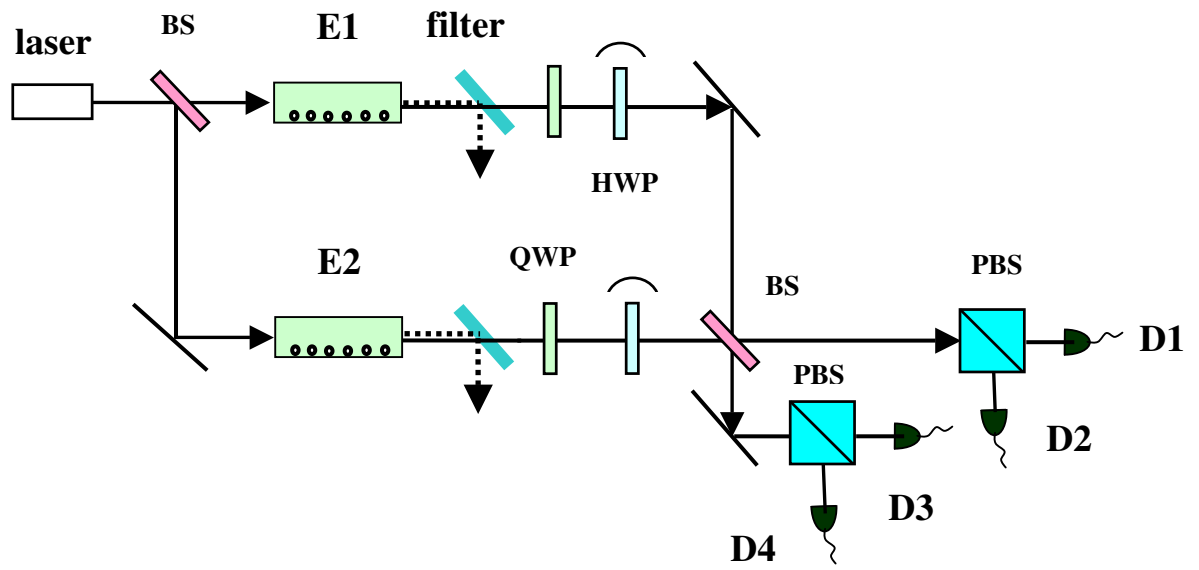 BS
E1
filter
laser
HWP
E2
QWP
BS
PBS
D1
PBS
D2
D3
D4